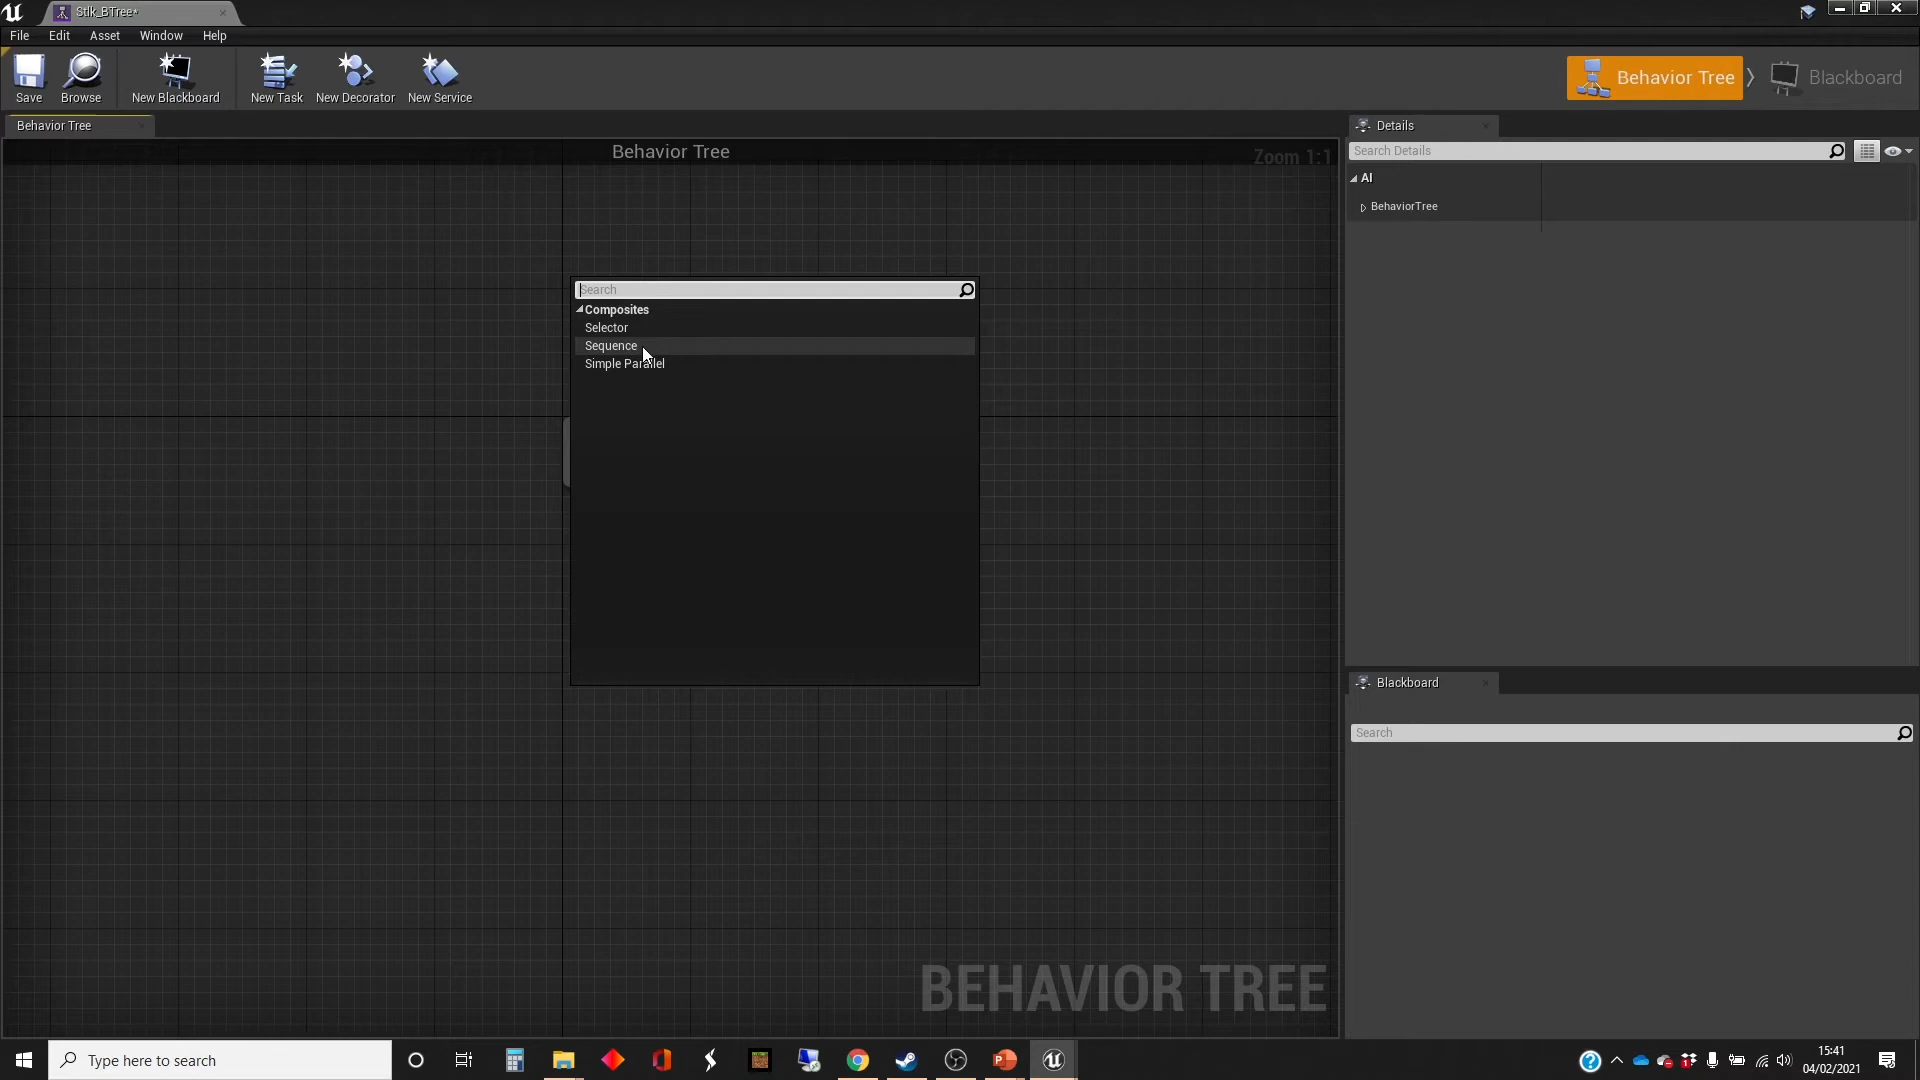 Stlk_BTree*
File Edit Asset Window Help
Save Browse New Blackboard New Task New Decorator New Service
Behavior Tree Blackboard
Behavior Tree
Details
Behavior Tree
Zoom 1:1
Search Details
AI
BehaviorTree
Search
Composites
Selector
Sequence
Simple Parallel
Blackboard
Search
BEHAVIOR TREE
Type here to search
15:41
04/02/2021